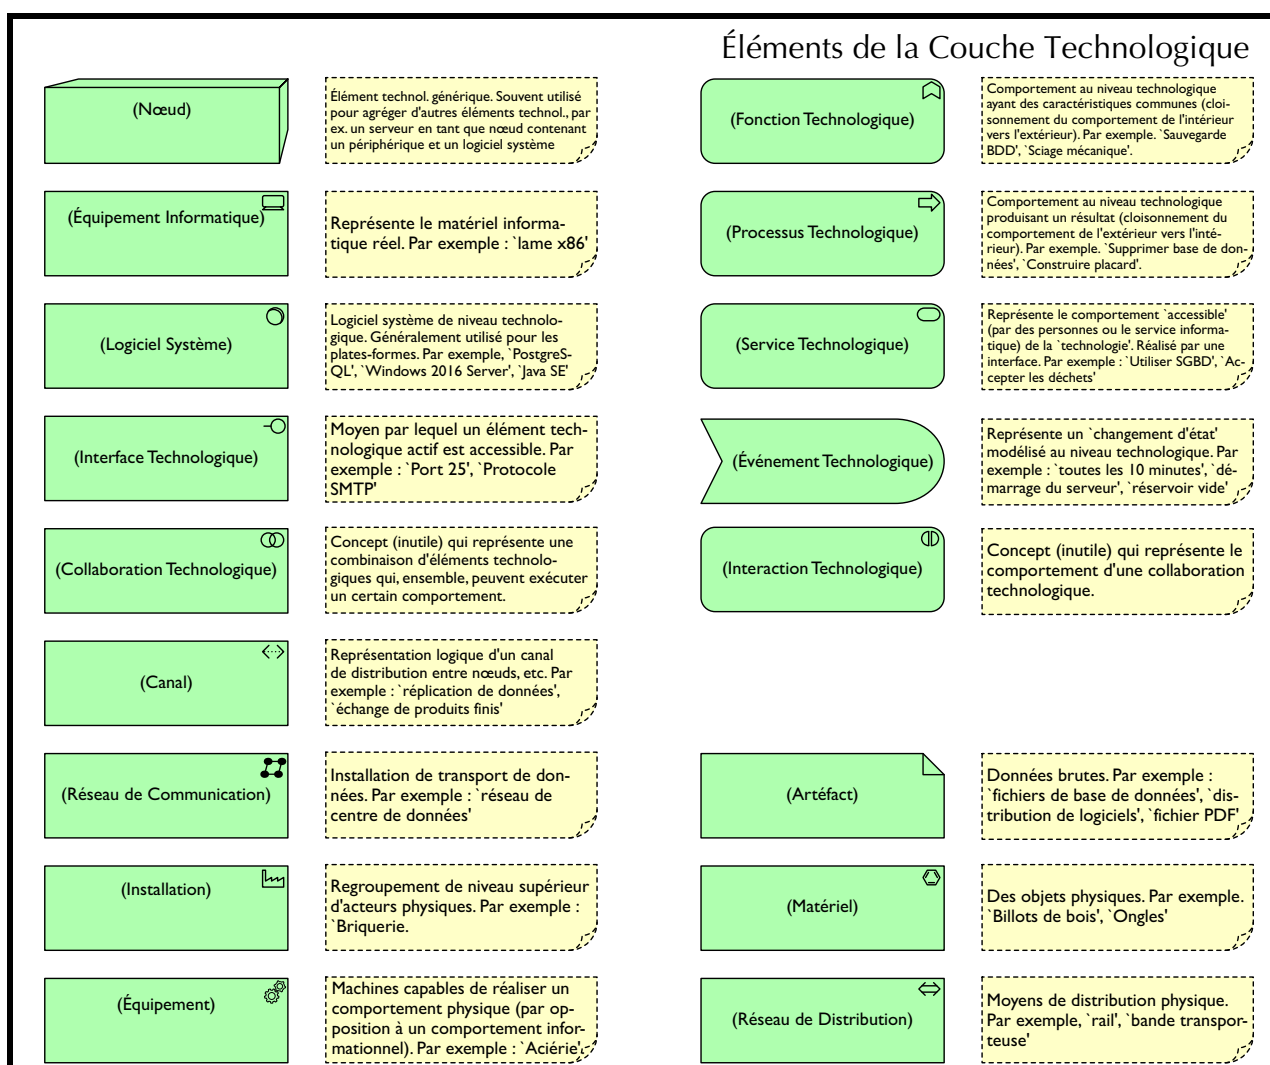 Éléments de la Couche Technologique
(Nœud)
Élément technol. générique. Souvent utilisé
pour agréger d'autres éléments technol., par
ex. un serveur en tant que nœud contenant
un périphérique et un logiciel système
(Fonction Technologique)
Comportement au niveau technologique
ayant des caractéristiques communes (cloi-
sonnement du comportement de l'intérieur
vers l'extérieur). Par exemple. `Sauvegarde
BDD', `Sciage mécanique'.
(Équipement Informatique)
Représente le matériel informa-
tique réel. Par exemple : `lame x86'
(Processus Technologique)
Comportement au niveau technologique
produisant un résultat (cloisonnement du
comportement de l'extérieur vers l'inté-
rieur). Par exemple. `Supprimer base de don-
nées', `Construire placard'.
(Logiciel Système)
Logiciel système de niveau technolo-
gique. Généralement utilisé pour les
plates-formes. Par exemple, `PostgreS-
QL', `Windows 2016 Server', `Java SE'
(Service Technologique)
Représente le comportement `accessible'
(par des personnes ou le service informa-
tique) de la `technologie'. Réalisé par une
interface. Par exemple : `Utiliser SGBD', `Ac-
cepter les déchets'
(Interface Technologique)
Moyen par lequel un élément tech-
nologique actif est accessible. Par
exemple : `Port 25', `Protocole
SMTP'
(Événement Technologique)
Représente un `changement d'état'
modélisé au niveau technologique. Par
exemple : `toutes les 10 minutes', `dé-
marrage du serveur', `réservoir vide'
(Collaboration Technologique)
Concept (inutile) qui représente une
combinaison d'éléments technolo-
giques qui, ensemble, peuvent exécuter
un certain comportement.
(Interaction Technologique)
Concept (inutile) qui représente le
comportement d'une collaboration
technologique.
(Canal)
Représentation logique d'un canal
de distribution entre nœuds, etc. Par
exemple : `réplication de données',
`échange de produits finis'
(Réseau de Communication)
Installation de transport de don-
nées. Par exemple : `réseau de
centre de données'
(Artéfact)
Données brutes. Par exemple :
`fichiers de base de données', `dis-
tribution de logiciels', `fichier PDF'
(Installation)
Regroupement de niveau supérieur
d'acteurs physiques. Par exemple :
`Briquerie.
(Matériel)
Des objets physiques. Par exemple.
`Billots de bois', `Ongles'
(Équipement)
Machines capables de réaliser un
comportement physique (par op-
position à un comportement infor-
mationnel). Par exemple : `Aciérie'.
(Réseau de Distribution)
Moyens de distribution physique.
Par exemple, `rail', `bande transpor-
teuse'